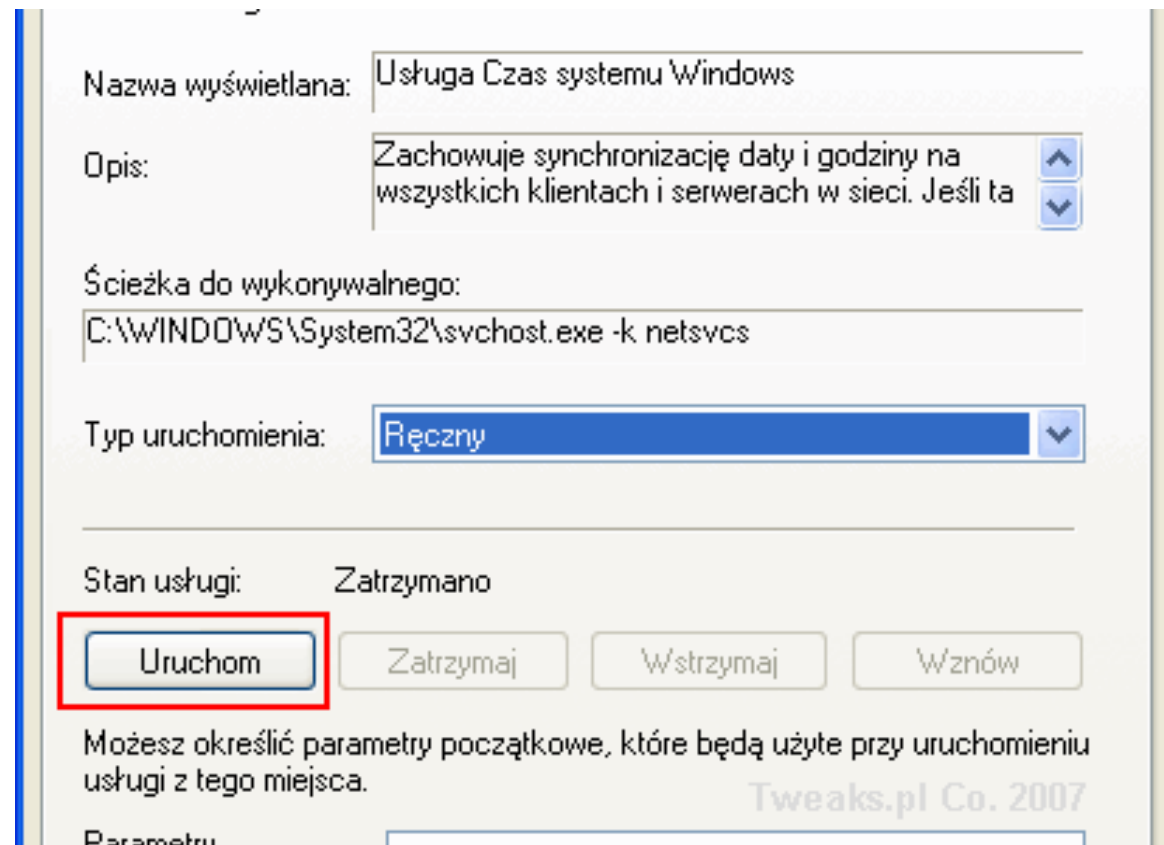 Nazwa wyświetlana: Usługa Czas systemu Windows
Opis: Zachowuje synchronizację daty i godziny na
wszystkich klientach i serwerach w sieci. Jeśli ta
Ścieżka do wykonywalnego:
C:\WINDOWS\System32\svchost.exe -k netsvcs
Typ uruchomienia: Ręczny
Stan usługi: Zatrzymano
Uruchom Zatrzymaj Wstrzymaj Wznów
Możesz określić parametry początkowe, które będą użyte przy uruchomieniu
usługi z tego miejsca.
Tweaks.pl Co. 2007
Parametry